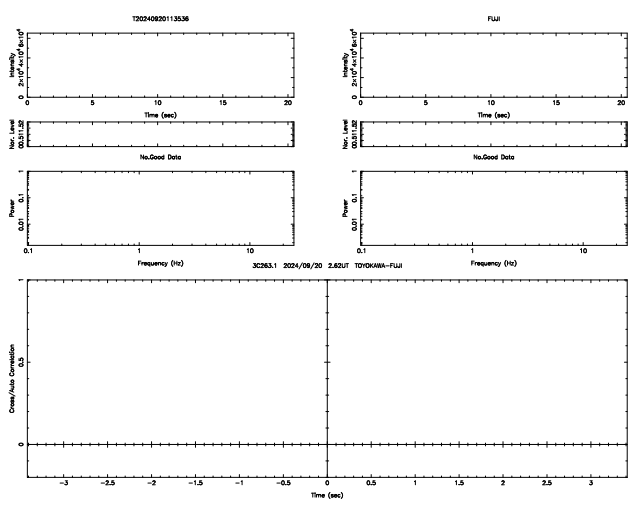 T20240920113536
FUJI
Intensity
0 2×10⁴ 4×10⁴ 6×10⁴
0 5 10 15 20
Time (sec)
Intensity
0 2×10⁴ 4×10⁴ 6×10⁴
0 5 10 15 20
Time (sec)
Nor. Level
00.511.52
Nor. Level
00.511.52
No.Good Data
No.Good Data
Power
0.01 0.1 1
0.1 1 10
Frequency (Hz)
Power
0.01 0.1 1
0.1 1 10
Frequency (Hz)
3C263.1 2024/09/20 2.62UT TOYOKAWA-FUJI
Cross/Auto Correlation
0 0.5 1
-3 -2.5 -2 -1.5 -1 -0.5 0 0.5 1 1.5 2 2.5 3
Time (sec)